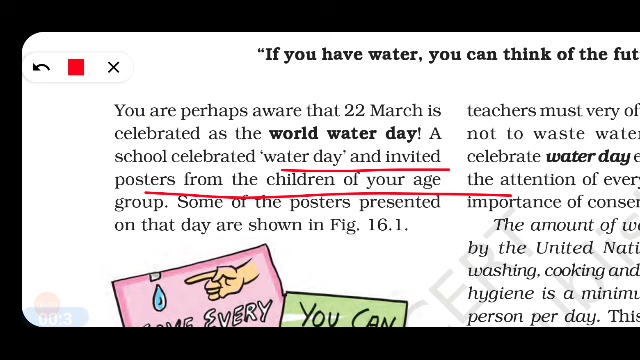 "If you have water, you can think of the fut
You are perhaps aware that 22 March is
celebrated as the world water day! A
school celebrated 'water day' and invited
posters from the children of your age
group. Some of the posters presented
on that day are shown in Fig. 16.1.
teachers must very of
not to waste wate
celebrate water day e
the attention of every
importance of conser
The amount of w
by the United Nati
washing, cooking and
hygiene is a minimu
person per day. This
EVERY
YOU CAN